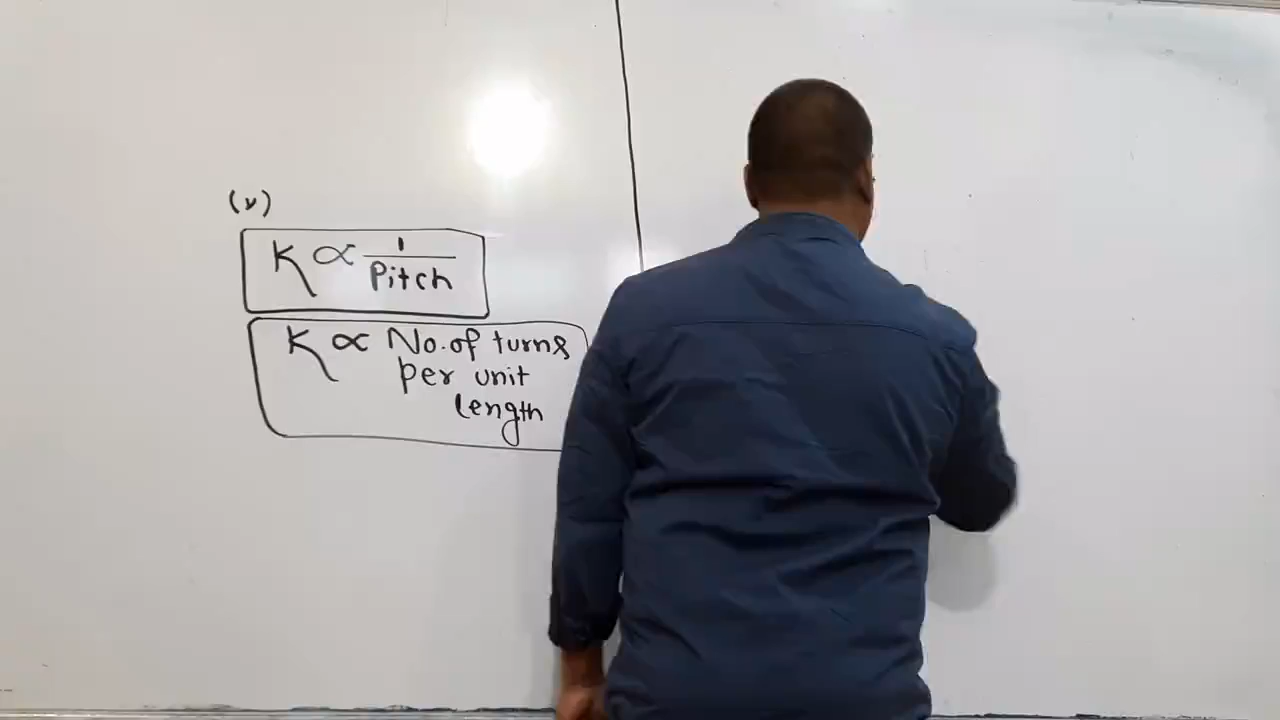 (v)
K ∝ 1/Pitch
K ∝ No. of turns
per unit
length